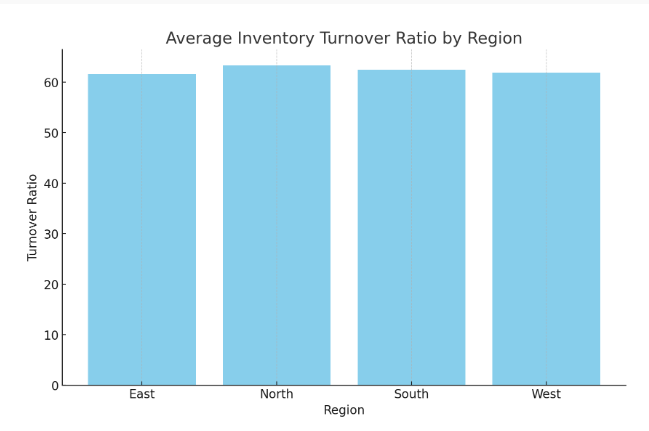 Average Inventory Turnover Ratio by Region
Turnover Ratio
60
50
40
30
20
10
0
East North South West
Region